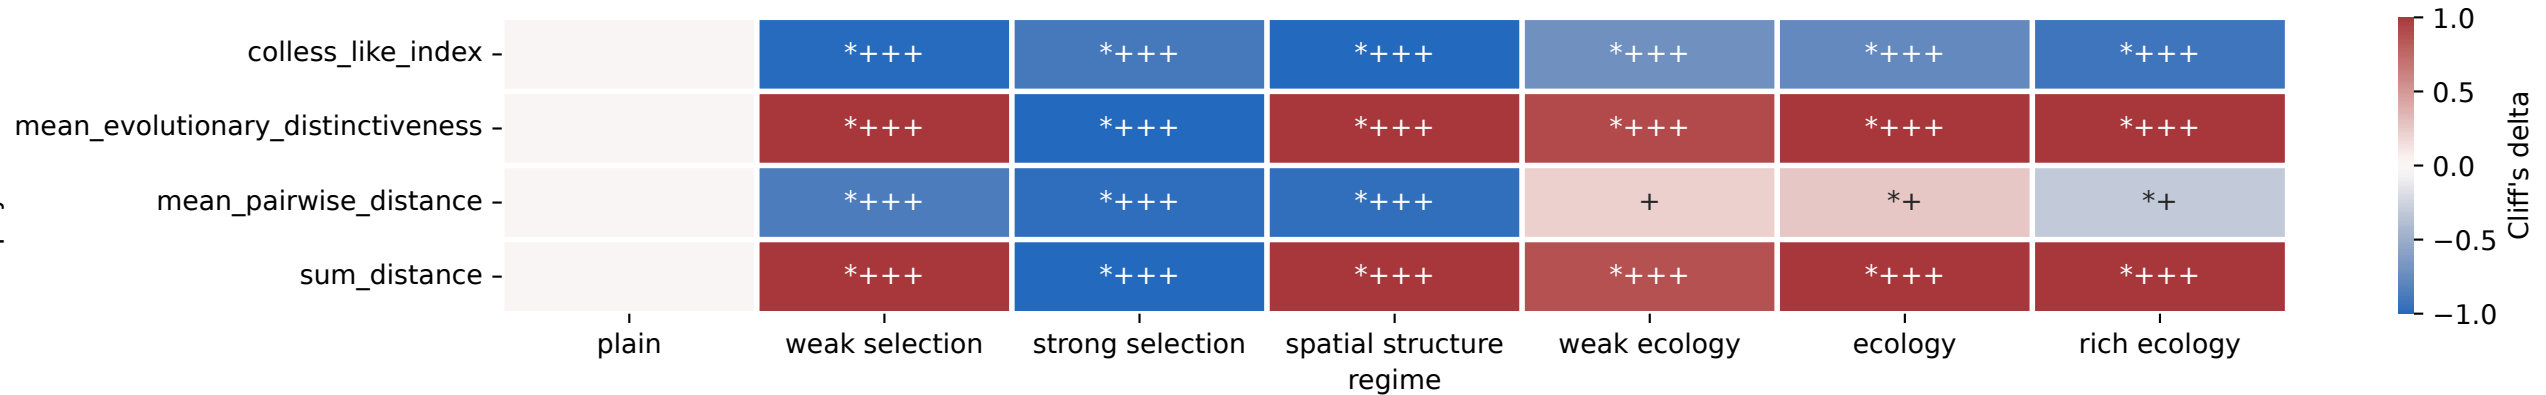 colless_like_index *+++ *+++ *+++ *+++ *+++ *+++
mean_evolutionary_distinctiveness *+++ *+++ *+++ *+++ *+++ *+++
mean_pairwise_distance *+++ *+++ *+++ + *+ *+
sum_distance *+++ *+++ *+++ *+++ *+++ *+++
plain weak selection strong selection spatial structure weak ecology ecology rich ecology
regime
1.0
0.5
0.0
−0.5
−1.0
Cliff's delta